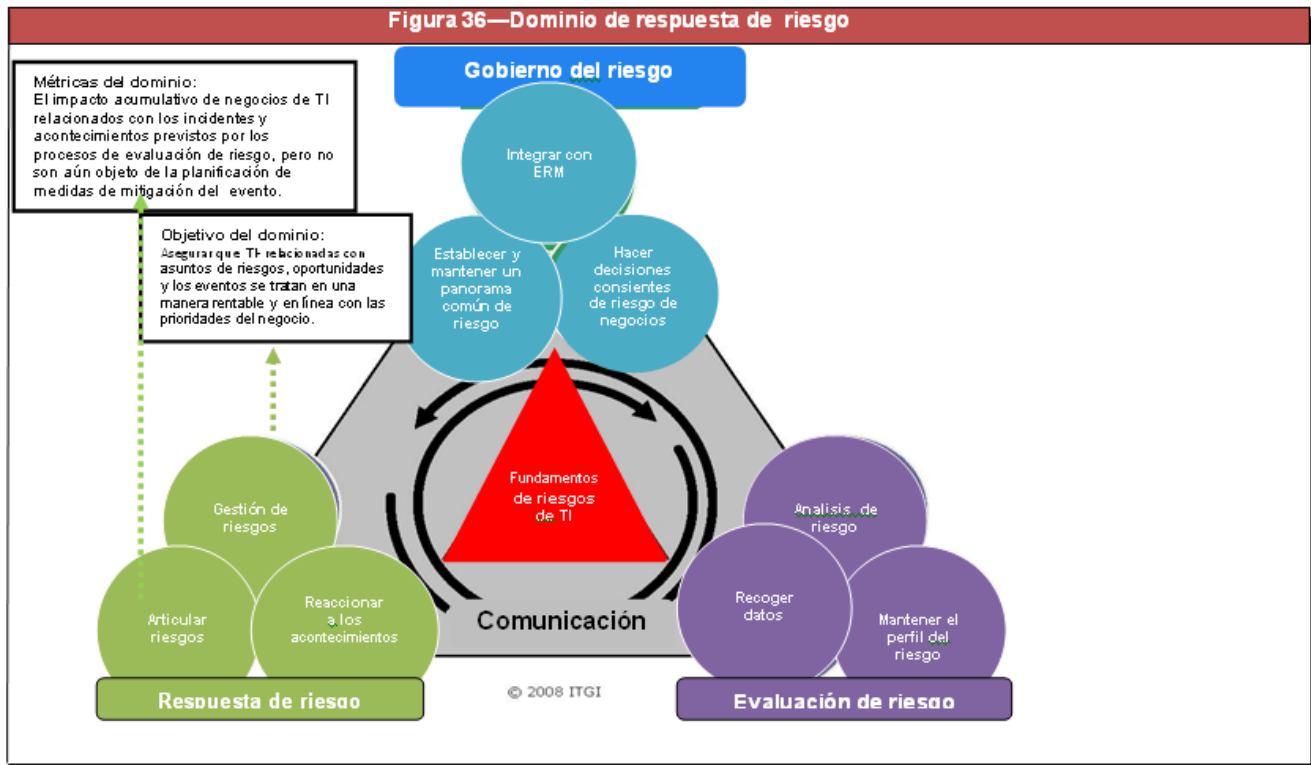 Figura 36—Dominio de respuesta de riesgo
Métricas del dominio:
El impacto acumulativo de negocios de TI
relacionados con los incidentes y
acontecimientos previstos por los
procesos de evaluación de riesgo, pero no
son aún objeto de la planificación de
medidas de mitigación del evento.
Objetivo del dominio:
Asegurar que TI relacionadas con
asuntos de riesgos, oportunidades
y los eventos se tratan en una
manera rentable y en línea con las
prioridades del negocio.
Gobierno del riesgo
Integrar con
ERM
Establecer y
mantener un
panorama
común de
riesgo
Hacer
decisiones
consientes
de riesgo de
negocios
Fundamentos
de riesgos
de TI
Comunicación
Gestión de
riesgos
Articular
riesgos
Reaccionar
a los
acontecimientos
Respuesta de riesgo
Analisis de
riesgo
Recoger
datos
Mantener el
perfil del
riesgo
Evaluación de riesgo
© 2008 ITGI